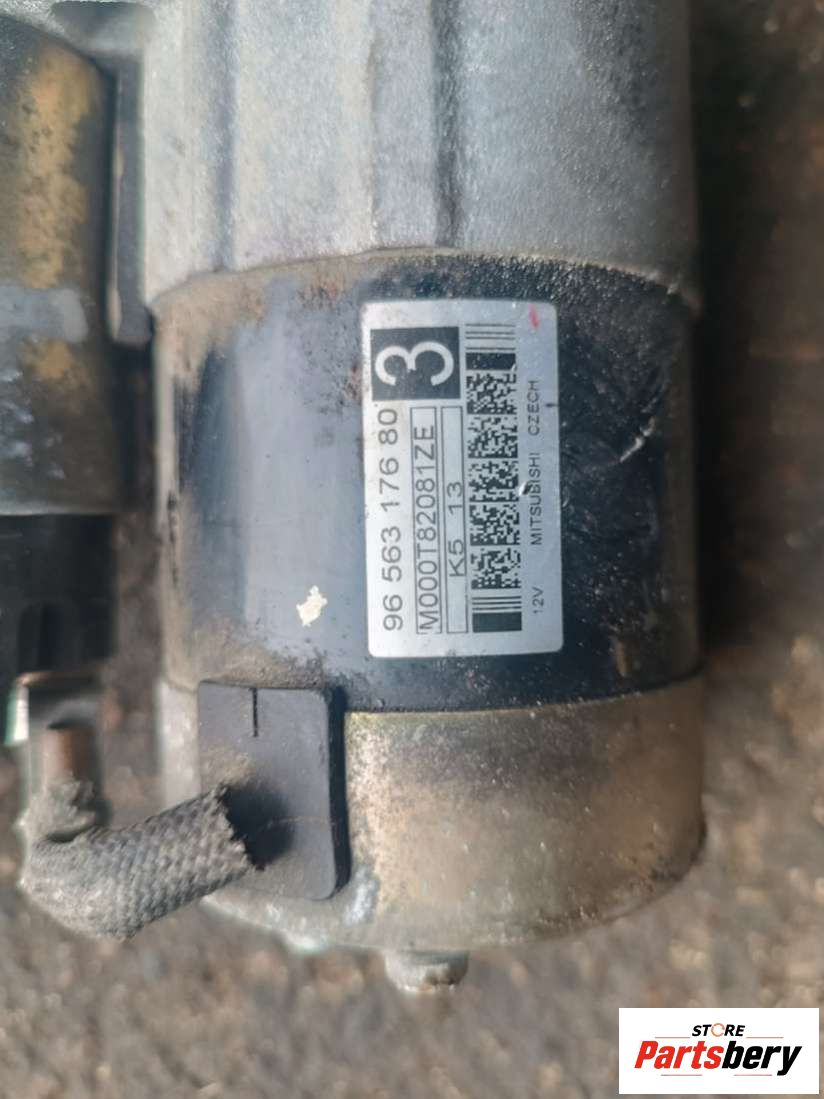 3
96 563 176 80
M000T82081ZE
K5 13
12V MITSUBISHI CZECH
STORE
Partsbery